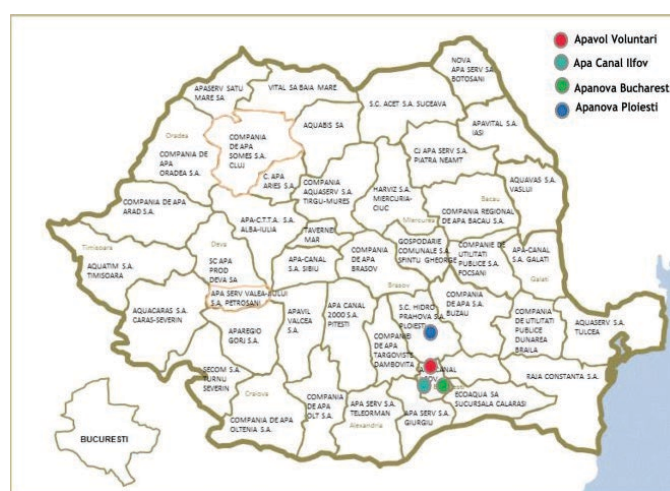 Apavol Voluntari
Apa Canal Ilfov
Apanova Bucharest
Apanova Ploiesti
NOVA
APA SERV SA
BOTOSANI
APASERV SATU
MARE SA
VITAL SA BAIA MARE
S.C. ACET S.A. SUCEAVA
AQUABIS SA
APAVITAL S.A.
IASI
Oradea
COMPANIA
DE APA
SOMES S.A.
CLUJ
COMPANIA DE
APA
ORADEA S.A.
CJ APA SERV S.A.
PIATRA NEAMT
C. APA
ARIES S.A.
COMPANIA
AQUASERV S.A.
TIRGU-MURES
HARVIZ S.A.
MIERCURIA-
CIUC
AQUAVAS S.A.
VASLUI
Bacau
COMPANIA REGIONAL
DE APA BACAU S.A.
COMPANIA DE APA
ARAD S.A.
APA-C.T.T.A. S.A.
ALBA-IULIA
TAVERNEI
MAR
Miercurea
Timisoara
Deva
SC APA
PROD
DEVA SA
APA-CANAL
S.A. SIBIU
COMPANIA
DE APA
BRASOV
GOSPODARIE
COMUNALE S.A.
SFINTU GHEORGE
COMPANIE DE
UTILITATI
PUBLICE S.A.
FOCSANI
APA-CANAL
S.A. GALATI
AQUATIM S.A.
TIMISOARA
Galati
Brasov
APA SERV VALEA JIULUI
S.A. PETROSANI
AQUACARAS S.A.
CARAS-SEVERIN
APAREGIO
GORJ S.A.
APAVIL
VALCEA
S.A.
APA CANAL
2000 S.A.
PITESTI
S.C. HIDRO
PRAHOVA S.A.
PLOIESTI
COMPANIA
DE APA S.A.
BUZAU
COMPANIA
DE UTILITATI
PUBLICE
DUNAREA
BRAILA
AQUASERV S.A.
TULCEA
COMPANIEI
DE APA
TARGOVISTE
DAMBOVITA
SECOM S.A.
TURNU
SEVERIN
RAJA CONSTANTA S.A.
Craiova
COMPANIA DE APA
OLTENIA S.A.
COMPANIA
DE APA
OLT S.A.
APA SERV S.A.
TELEORMAN
Alexandria
APA SERV S.A.
GIURGIU
ECOAQUA SA
SUCURSALA CALARASI
BUCURESTI